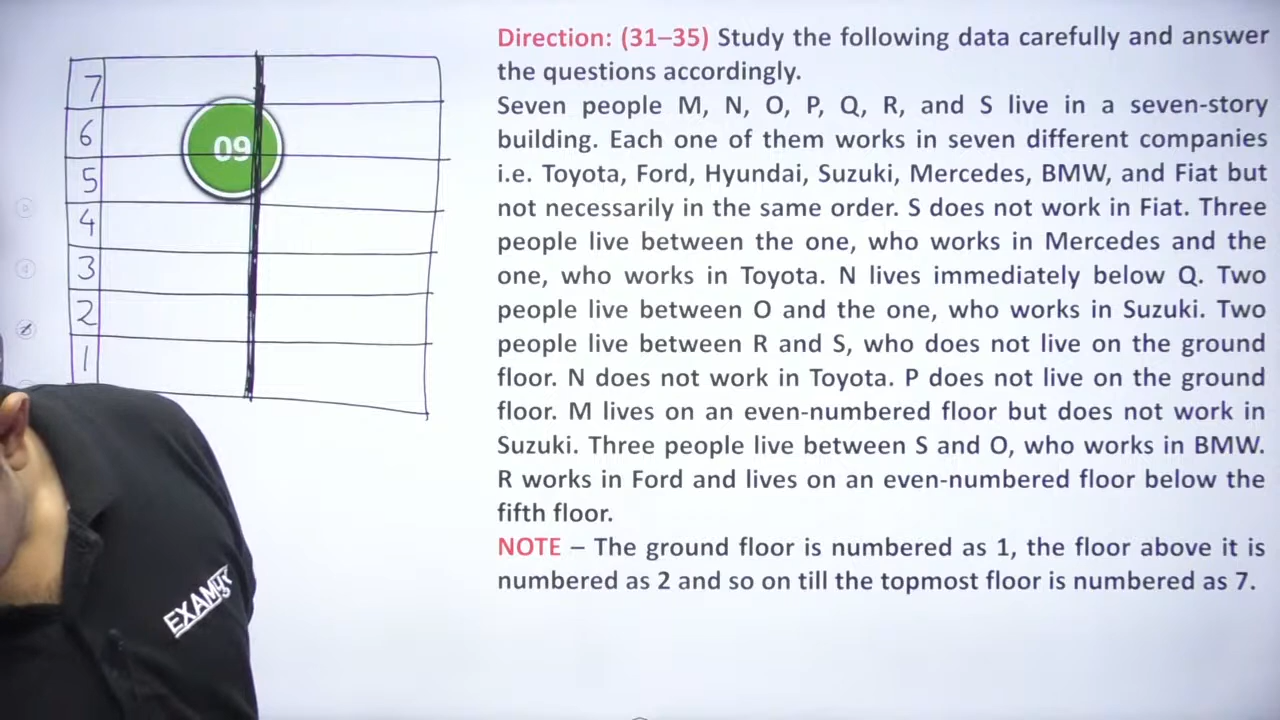 7
6
5
4
3
2
1
09
EXAMपुर
Direction: (31–35) Study the following data carefully and answer
the questions accordingly.
Seven people M, N, O, P, Q, R, and S live in a seven-story
building. Each one of them works in seven different companies
i.e. Toyota, Ford, Hyundai, Suzuki, Mercedes, BMW, and Fiat but
not necessarily in the same order. S does not work in Fiat. Three
people live between the one, who works in Mercedes and the
one, who works in Toyota. N lives immediately below Q. Two
people live between O and the one, who works in Suzuki. Two
people live between R and S, who does not live on the ground
floor. N does not work in Toyota. P does not live on the ground
floor. M lives on an even-numbered floor but does not work in
Suzuki. Three people live between S and O, who works in BMW.
R works in Ford and lives on an even-numbered floor below the
fifth floor.
NOTE – The ground floor is numbered as 1, the floor above it is
numbered as 2 and so on till the topmost floor is numbered as 7.